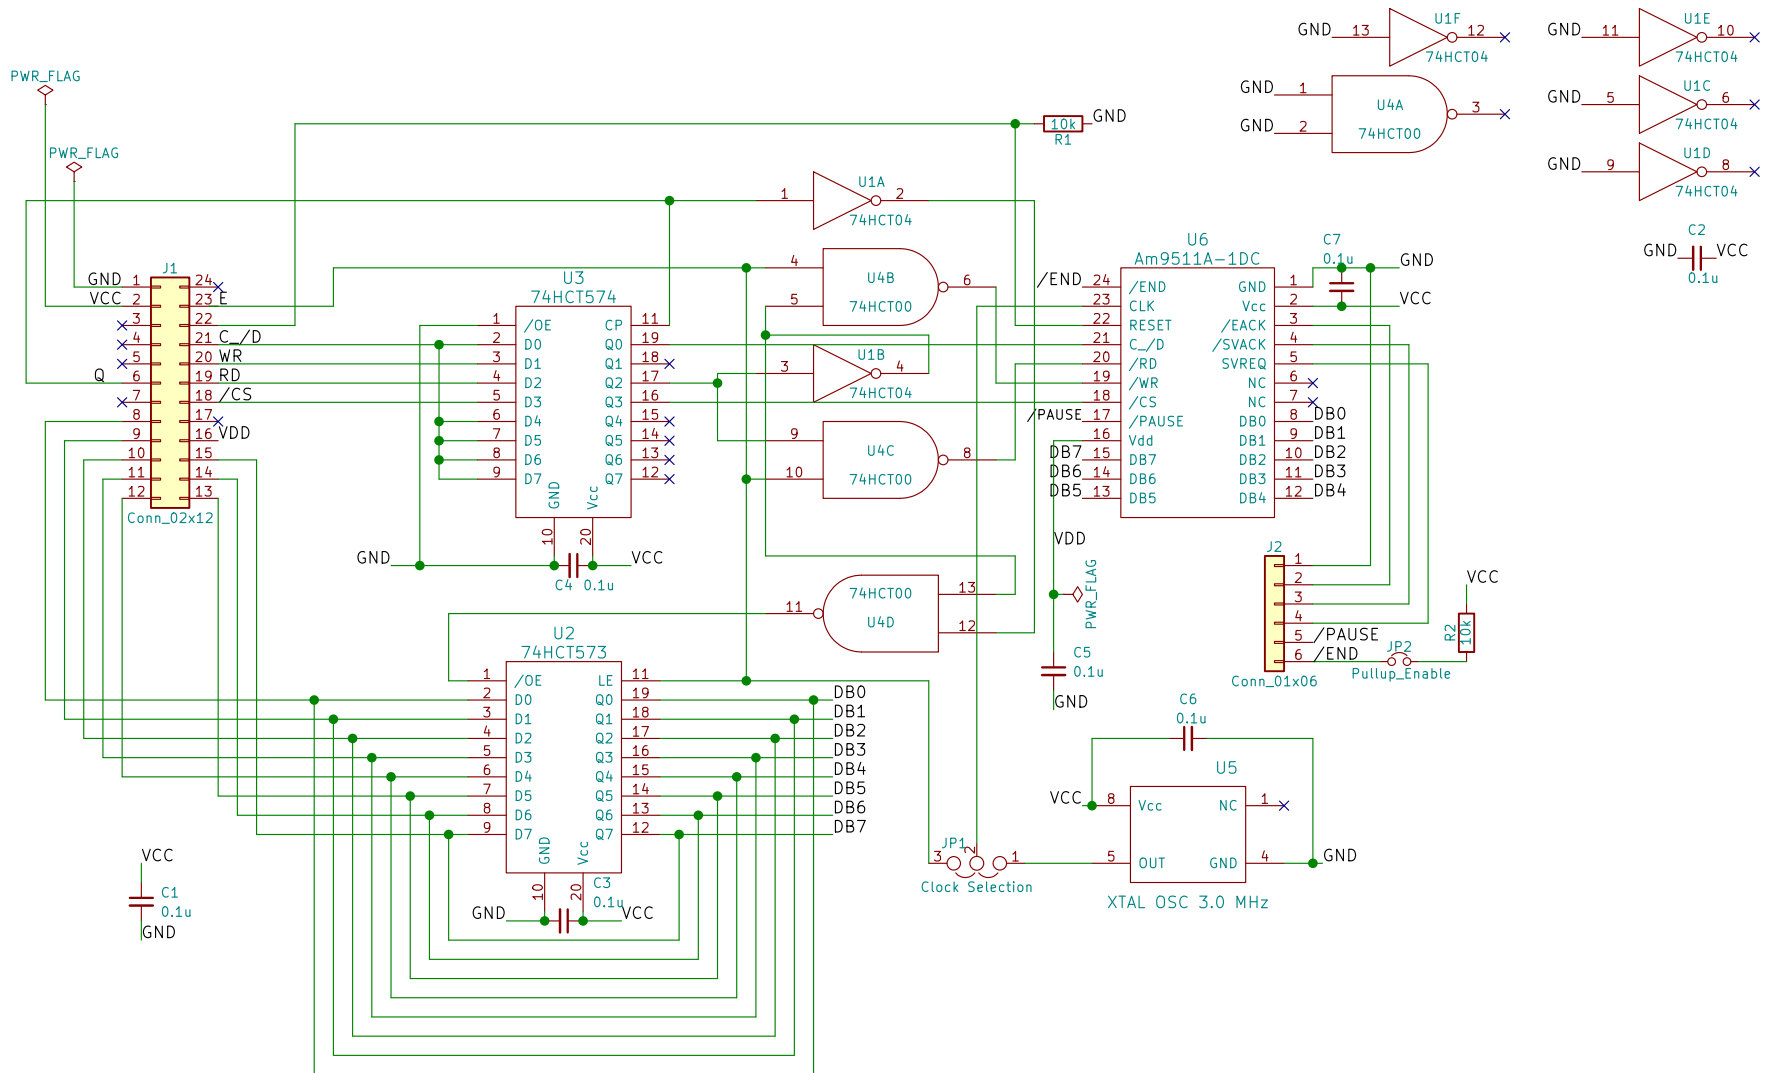 PWR_FLAG
PWR_FLAG
GND 13 U1F 12
74HCT04
GND 11 U1E 10
74HCT04
GND 1
GND 2
U4A
74HCT00
3
GND 5 U1C 6
74HCT04
GND 9 U1D 8
74HCT04
C2
GND VCC
0.1u
10k GND
R1
1 U1A 2
74HCT04
4
5
U4B
74HCT00
6
3 U1B 4
74HCT04
9
10
U4C
74HCT00
8
13
12
74HCT00
U4D
11
J1
GND 1 24
VCC 2 23 E
3 22
4 21 C_/D
5 20 WR
Q 6 19 RD
7 18 /CS
8 17
9 16 VDD
10 15
11 14
12 13
Conn_02x12
U3
74HCT574
1 /OE CP 11
2 D0 Q0 19
3 D1 Q1 18
4 D2 Q2 17
5 D3 Q3 16
6 D4 Q4 15
7 D5 Q5 14
8 D6 Q6 13
9 D7 Q7 12
GND Vcc
10 20
GND VCC
C4 0.1u
U2
74HCT573
1 /OE LE 11
2 D0 Q0 19 DB0
3 D1 Q1 18 DB1
4 D2 Q2 17 DB2
5 D3 Q3 16 DB3
6 D4 Q4 15 DB4
7 D5 Q5 14 DB5
8 D6 Q6 13 DB6
9 D7 Q7 12 DB7
GND Vcc
10 20
C3
0.1u
GND VCC
VCC
C1
0.1u
GND
U6
Am9511A-1DC
/END 24 /END GND 1
23 CLK Vcc 2
22 RESET /EACK 3
21 C_/D /SVACK 4
20 /RD SVREQ 5
19 /WR NC 6
18 /CS NC 7
/PAUSE 17 /PAUSE DB0 8 DB0
16 Vdd DB1 9 DB1
DB7 15 DB7 DB2 10 DB2
DB6 14 DB6 DB3 11 DB3
DB5 13 DB5 DB4 12 DB4
C7
0.1u
GND
VCC
VDD
PWR_FLAG
C5
0.1u
GND
J2
1
2
3
4
5 /PAUSE
6 /END
Conn_01x06
VCC
R2
10k
JP2
Pullup_Enable
C6
0.1u
U5
VCC 8 Vcc NC 1
5 OUT GND 4 GND
XTAL OSC 3.0 MHz
JP1
3 2 1
Clock Selection